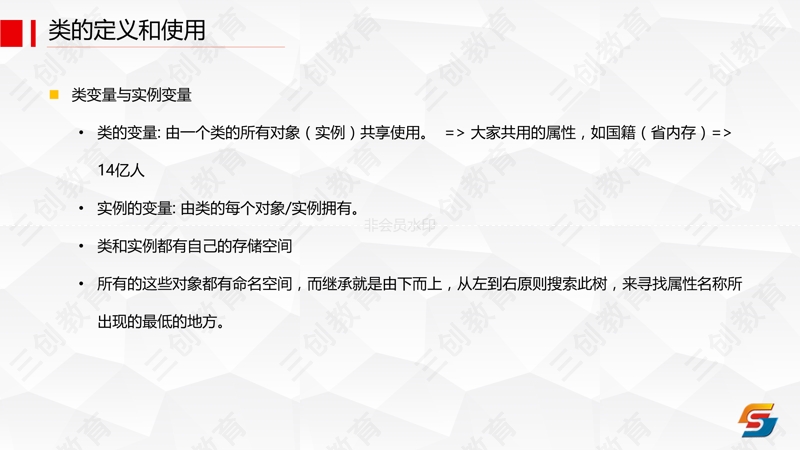 类的定义和使用
类变量与实例变量
• 类的变量: 由一个类的所有对象（实例）共享使用。 => 大家共用的属性，如国籍（省内存）=>
14亿人
• 实例的变量: 由类的每个对象/实例拥有。
非会员水印
• 类和实例都有自己的存储空间
• 所有的这些对象都有命名空间，而继承就是由下而上，从左到右原则搜索此树，来寻找属性名称所
出现的最低的地方。
三创教育